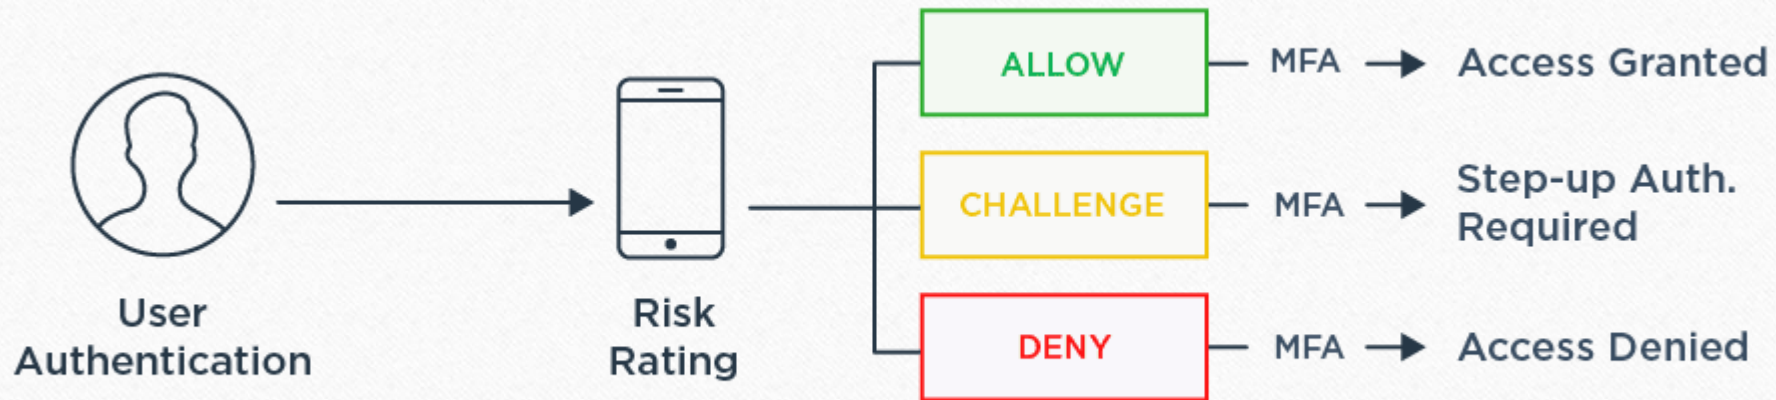 User
Authentication
Risk
Rating
ALLOW
MFA
Access Granted
CHALLENGE
MFA
Step-up Auth.
Required
DENY
MFA
Access Denied